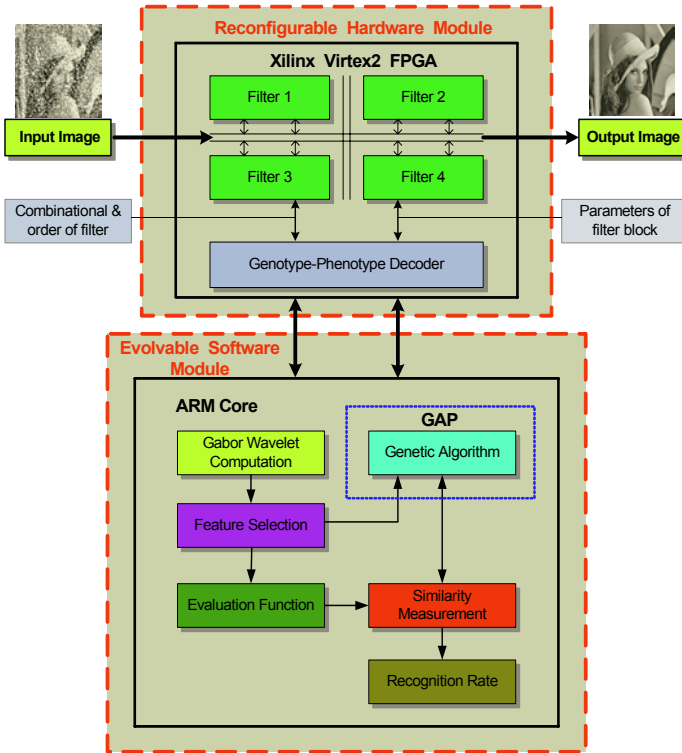 Reconfigurable Hardware Module
Xilinx Virtex2 FPGA
Filter 1
Filter 2
Input Image
Output Image
Filter 3
Filter 4
Combinational &
order of filter
Parameters of
filter block
Genotype-Phenotype Decoder
Evolvable Software
Module
ARM Core
GAP
Gabor Wavelet
Computation
Genetic Algorithm
Feature Selection
Evaluation Function
Similarity
Measurement
Recognition Rate